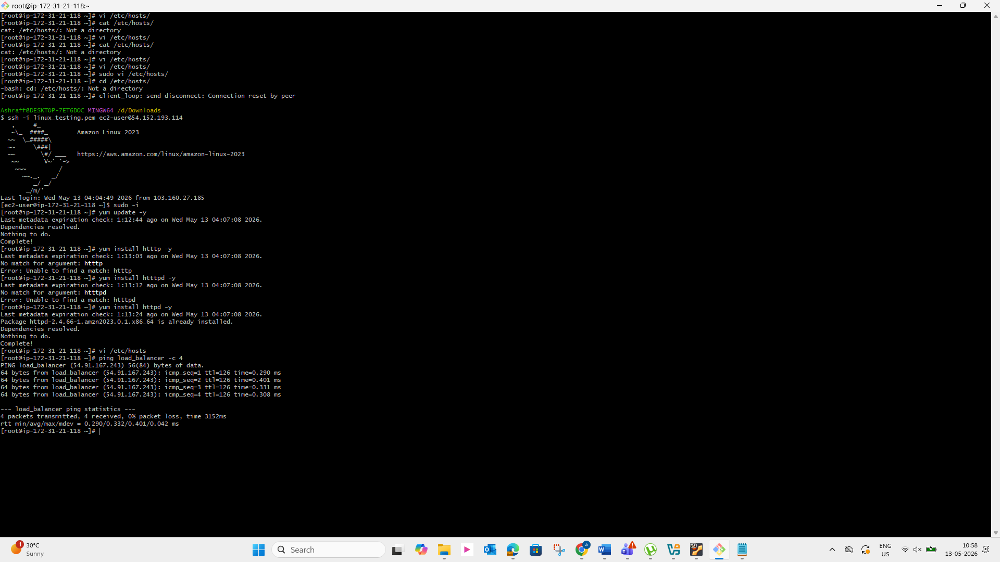 root@ip-172-31-21-118:~
[root@ip-172-31-21-118 ~]# vi /etc/hosts/
[root@ip-172-31-21-118 ~]# cat /etc/hosts/
cat: /etc/hosts/: Not a directory
[root@ip-172-31-21-118 ~]# vi /etc/hosts/
[root@ip-172-31-21-118 ~]# cat /etc/hosts/
cat: /etc/hosts/: Not a directory
[root@ip-172-31-21-118 ~]# vi /etc/hosts/
[root@ip-172-31-21-118 ~]# vi /etc/hosts/
[root@ip-172-31-21-118 ~]# sudo vi /etc/hosts/
[root@ip-172-31-21-118 ~]# cd /etc/hosts/
-bash: cd: /etc/hosts/: Not a directory
[root@ip-172-31-21-118 ~]# client_loop: send disconnect: Connection reset by peer
Ashraff@DESKTOP-7ET6DOC MINGW64 /d/Downloads
$ ssh -i linux_testing.pem ec2-user@54.152.193.114
   ,     #_
   ~\_  ####_        Amazon Linux 2023
  ~~  \_#####\
  ~~     \###|
  ~~       \#/ ___   https://aws.amazon.com/linux/amazon-linux-2023
   ~~       V~' '->
    ~~~         /
      ~~._.   _/
         _/ _/
       _/m/'
Last login: Wed May 13 04:04:49 2026 from 103.160.27.185
[ec2-user@ip-172-31-21-118 ~]$ sudo -i
[root@ip-172-31-21-118 ~]# yum update -y
Last metadata expiration check: 1:12:44 ago on Wed May 13 04:07:08 2026.
Dependencies resolved.
Nothing to do.
Complete!
[root@ip-172-31-21-118 ~]# yum install htttp -y
Last metadata expiration check: 1:13:03 ago on Wed May 13 04:07:08 2026.
No match for argument: htttp
Error: Unable to find a match: htttp
[root@ip-172-31-21-118 ~]# yum install htttpd -y
Last metadata expiration check: 1:13:12 ago on Wed May 13 04:07:08 2026.
No match for argument: htttpd
Error: Unable to find a match: htttpd
[root@ip-172-31-21-118 ~]# yum install httpd -y
Last metadata expiration check: 1:13:24 ago on Wed May 13 04:07:08 2026.
Package httpd-2.4.66-1.amzn2023.0.1.x86_64 is already installed.
Dependencies resolved.
Nothing to do.
Complete!
[root@ip-172-31-21-118 ~]# vi /etc/hosts
[root@ip-172-31-21-118 ~]# ping load_balancer -c 4
PING load_balancer (54.91.167.243) 56(84) bytes of data.
64 bytes from load_balancer (54.91.167.243): icmp_seq=1 ttl=126 time=0.290 ms
64 bytes from load_balancer (54.91.167.243): icmp_seq=2 ttl=126 time=0.401 ms
64 bytes from load_balancer (54.91.167.243): icmp_seq=3 ttl=126 time=0.331 ms
64 bytes from load_balancer (54.91.167.243): icmp_seq=4 ttl=126 time=0.308 ms
--- load_balancer ping statistics ---
4 packets transmitted, 4 received, 0% packet loss, time 3152ms
rtt min/avg/max/mdev = 0.290/0.332/0.401/0.042 ms
[root@ip-172-31-21-118 ~]#
1
30°C
Sunny
Search
a
ENG
US
10:58
13-05-2026